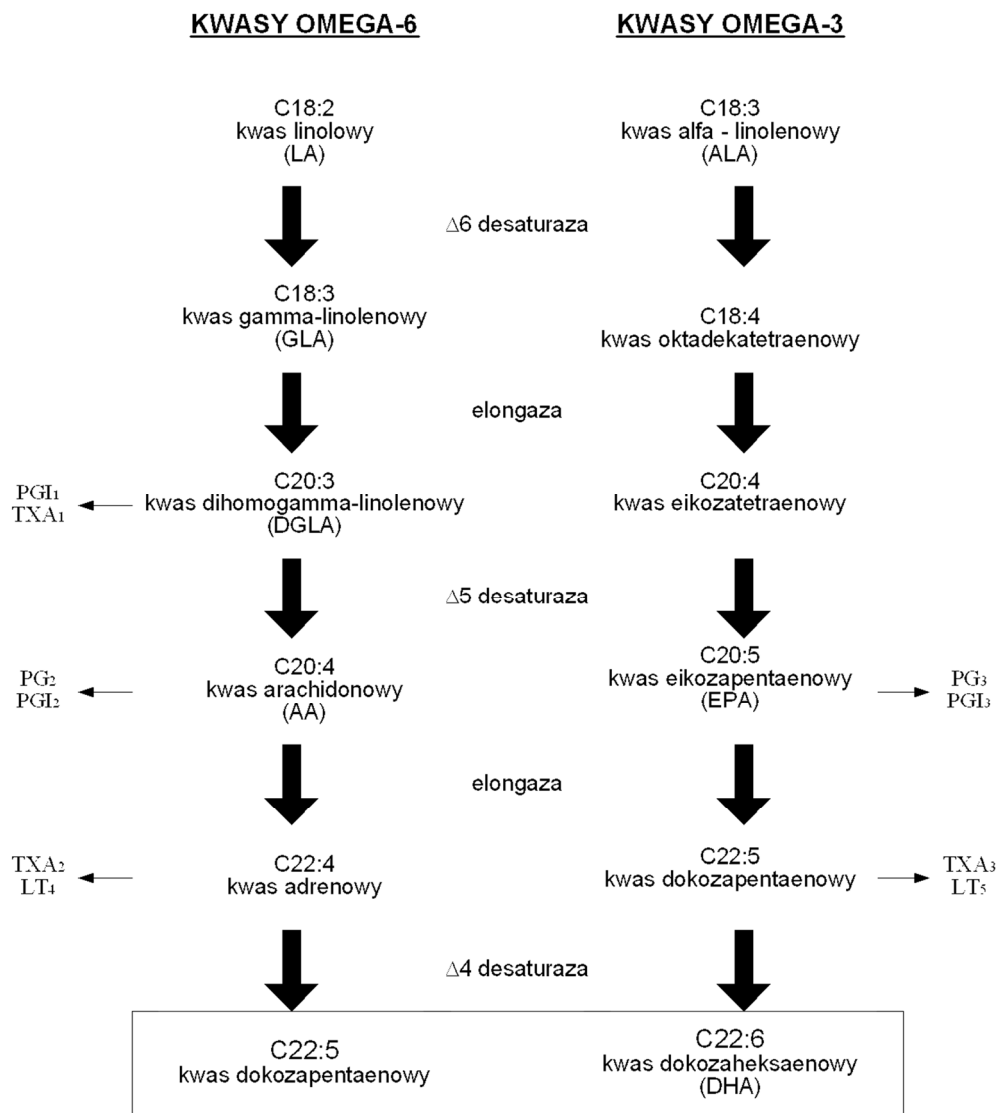 KWASY OMEGA-6
KWASY OMEGA-3
C18:2
kwas linolowy
(LA)
C18:3
kwas alfa - linolenowy
(ALA)
Δ6 desaturaza
C18:3
kwas gamma-linolenowy
(GLA)
C18:4
kwas oktadekatetraenowy
elongaza
PGI₁
TXA₁
C20:3
kwas dihomogamma-linolenowy
(DGLA)
C20:4
kwas eikozatetraenowy
Δ5 desaturaza
PG₂
PGI₂
C20:4
kwas arachidonowy
(AA)
C20:5
kwas eikozapentaenowy
(EPA)
PG₃
PGI₃
elongaza
TXA₂
LT₄
C22:4
kwas adrenowy
C22:5
kwas dokozapentaenowy
TXA₃
LT₅
Δ4 desaturaza
C22:5
kwas dokozapentaenowy
C22:6
kwas dokozaheksaenowy
(DHA)